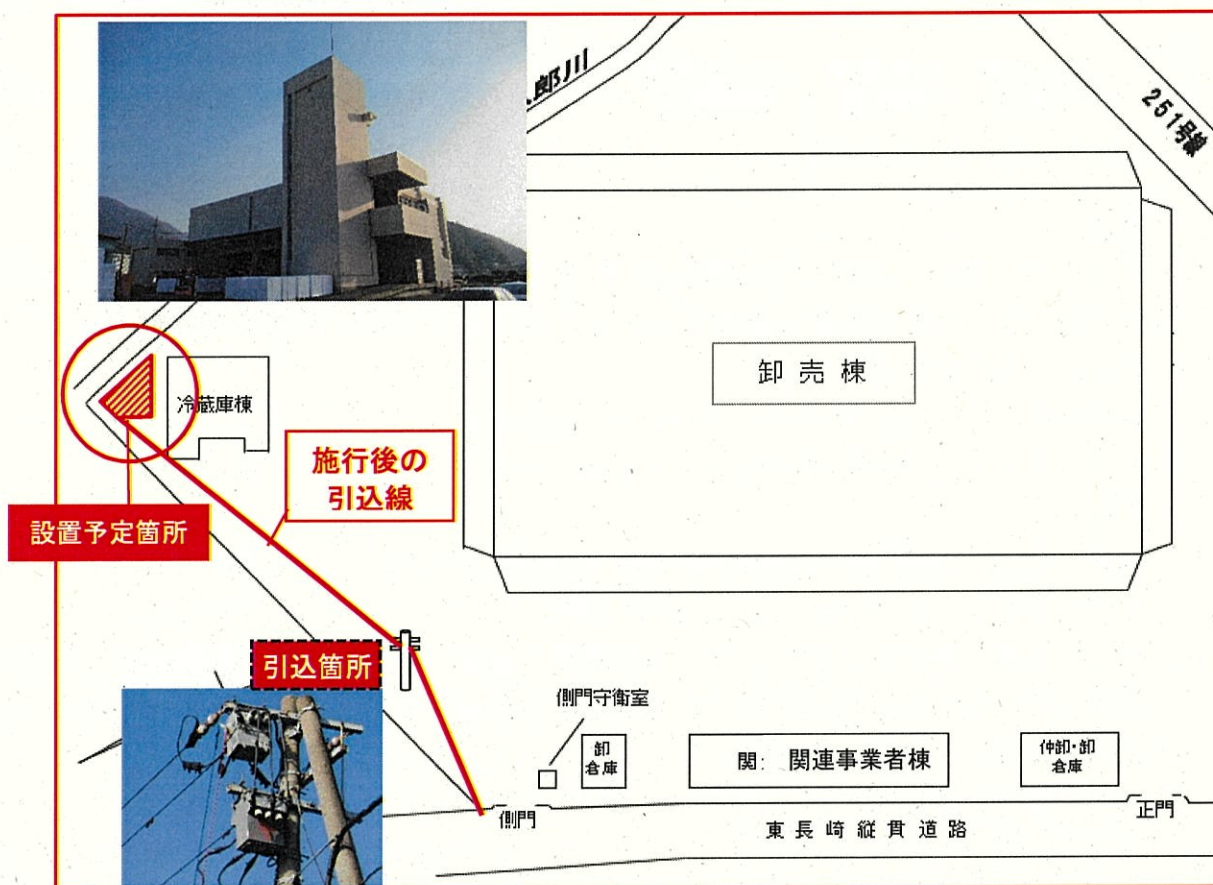 郎川
251号線
卸売棟
冷蔵庫棟
施行後の
引込線
設置予定箇所
引込箇所
側門守衛室
卸
倉庫
関: 関連事業者棟
仲卸・卸
倉庫
側門
正門
東長崎縦貫道路